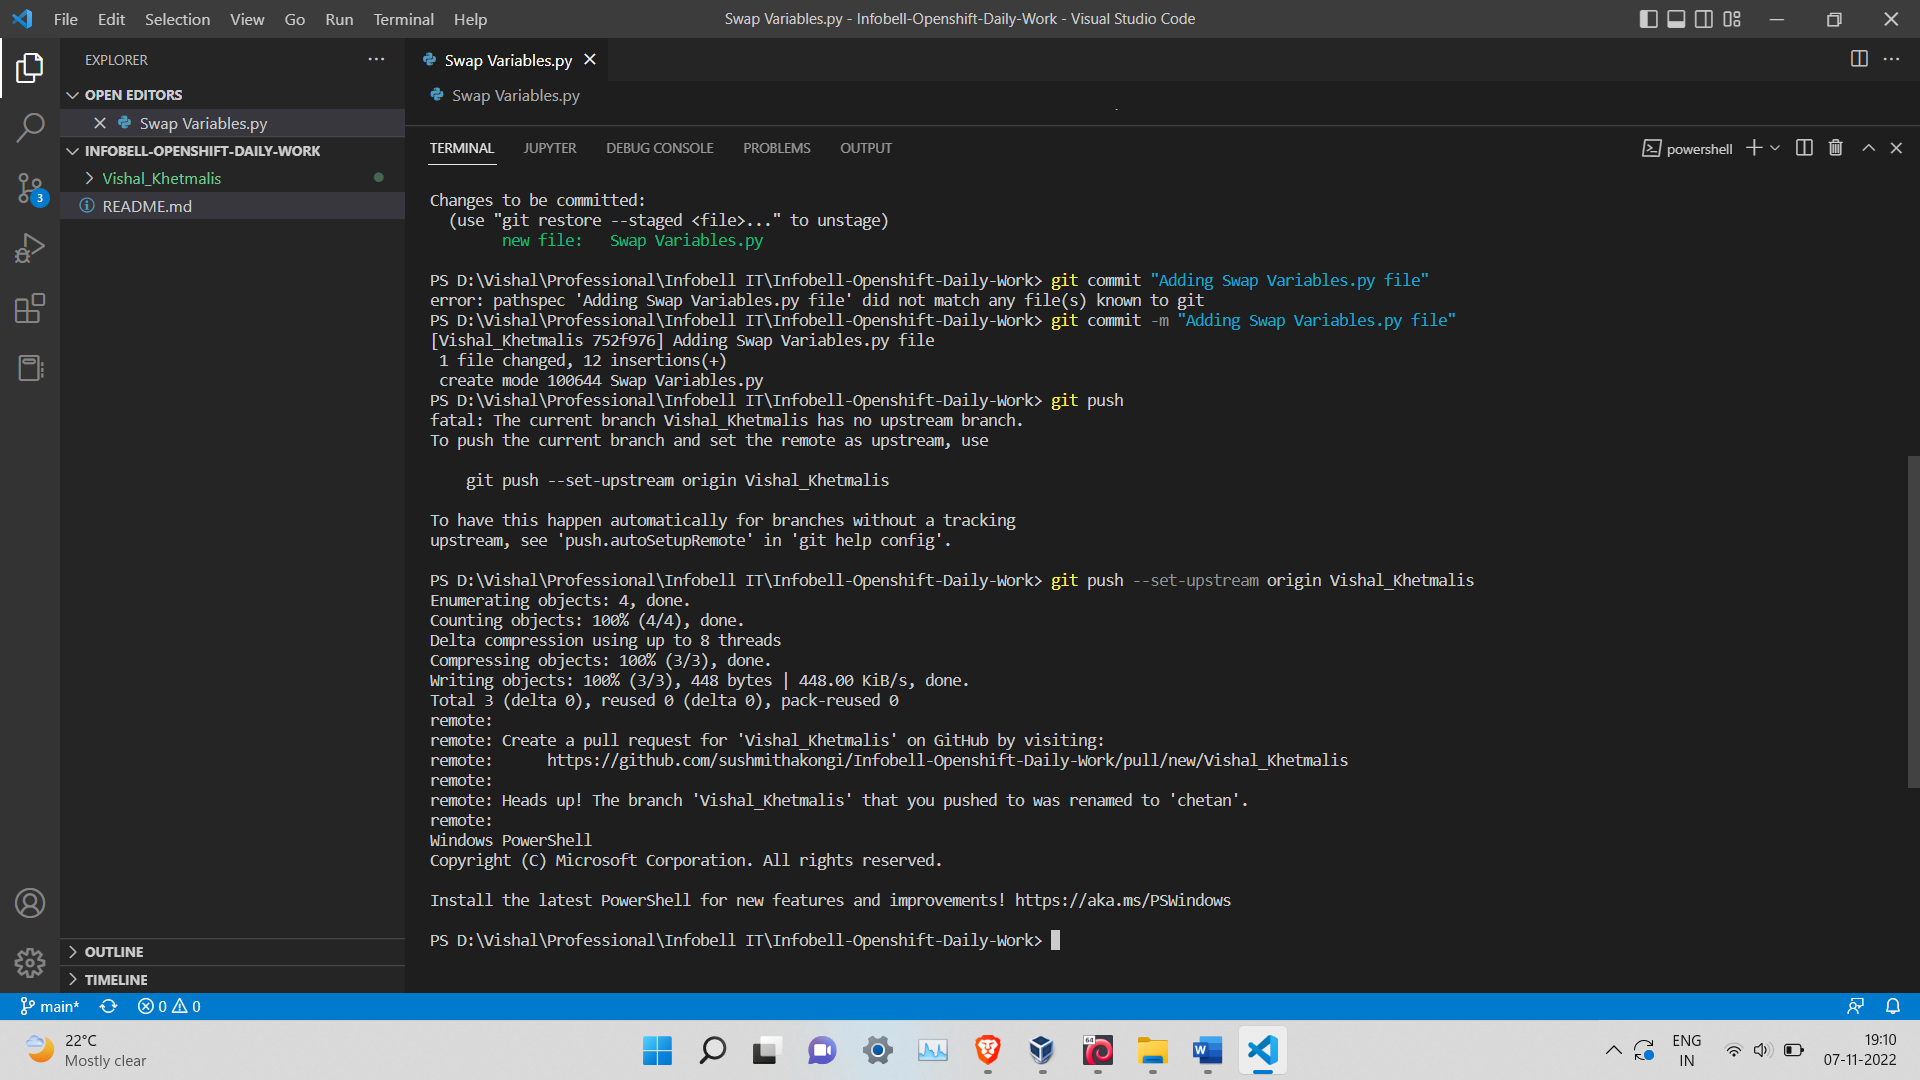 File Edit Selection View Go Run Terminal Help
Swap Variables.py - Infobell-Openshift-Daily-Work - Visual Studio Code
EXPLORER
OPEN EDITORS
Swap Variables.py
INFOBELL-OPENSHIFT-DAILY-WORK
Vishal_Khetmalis
README.md
3
OUTLINE
TIMELINE
Swap Variables.py
Swap Variables.py
TERMINAL JUPYTER DEBUG CONSOLE PROBLEMS OUTPUT
powershell
Changes to be committed:
(use "git restore --staged <file>..." to unstage)
new file: Swap Variables.py
PS D:\Vishal\Professional\Infobell IT\Infobell-Openshift-Daily-Work> git commit "Adding Swap Variables.py file"
error: pathspec 'Adding Swap Variables.py file' did not match any file(s) known to git
PS D:\Vishal\Professional\Infobell IT\Infobell-Openshift-Daily-Work> git commit -m "Adding Swap Variables.py file"
[Vishal_Khetmalis 752f976] Adding Swap Variables.py file
1 file changed, 12 insertions(+)
create mode 100644 Swap Variables.py
PS D:\Vishal\Professional\Infobell IT\Infobell-Openshift-Daily-Work> git push
fatal: The current branch Vishal_Khetmalis has no upstream branch.
To push the current branch and set the remote as upstream, use
git push --set-upstream origin Vishal_Khetmalis
To have this happen automatically for branches without a tracking
upstream, see 'push.autoSetupRemote' in 'git help config'.
PS D:\Vishal\Professional\Infobell IT\Infobell-Openshift-Daily-Work> git push --set-upstream origin Vishal_Khetmalis
Enumerating objects: 4, done.
Counting objects: 100% (4/4), done.
Delta compression using up to 8 threads
Compressing objects: 100% (3/3), done.
Writing objects: 100% (3/3), 448 bytes | 448.00 KiB/s, done.
Total 3 (delta 0), reused 0 (delta 0), pack-reused 0
remote:
remote: Create a pull request for 'Vishal_Khetmalis' on GitHub by visiting:
remote: https://github.com/sushmithakongi/Infobell-Openshift-Daily-Work/pull/new/Vishal_Khetmalis
remote:
remote: Heads up! The branch 'Vishal_Khetmalis' that you pushed to was renamed to 'chetan'.
remote:
Windows PowerShell
Copyright (C) Microsoft Corporation. All rights reserved.
Install the latest PowerShell for new features and improvements! https://aka.ms/PSWindows
PS D:\Vishal\Professional\Infobell IT\Infobell-Openshift-Daily-Work>
main* 0 0
22°C
Mostly clear
64
W
ENG
IN
19:10
07-11-2022